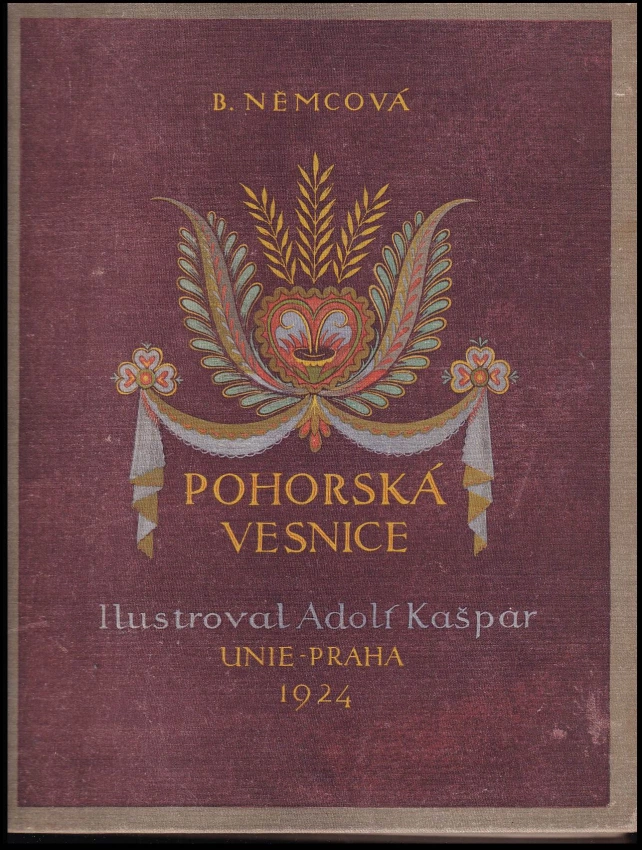 B. NĚMCOVÁ
POHORSKÁ
VESNICE
Ilustroval Adolf Kašpar
UNIE-PRAHA
1924